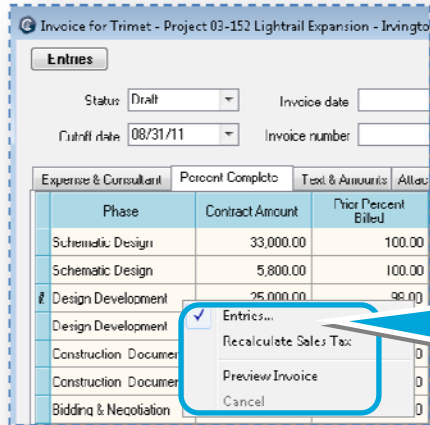 Invoice for Trimet - Project 03-152 Lightrail Expansion - Irvingto
Entries
Status Draft Invoice date
Cutoff date 08/31/11 Invoice number
Expense & Consultant Percent Complete Text & Amounts Attac
Phase Contract Amount Prior Percent Billed
Schematic Design 33,000.00 100.00
Schematic Design 5,800.00 100.00
Design Development 25,000.00 98.00
Design Development
Construction Documen
Construction Documen
Bidding & Negotiation
Entries...
Recalculate Sales Tax
Preview Invoice
Cancel